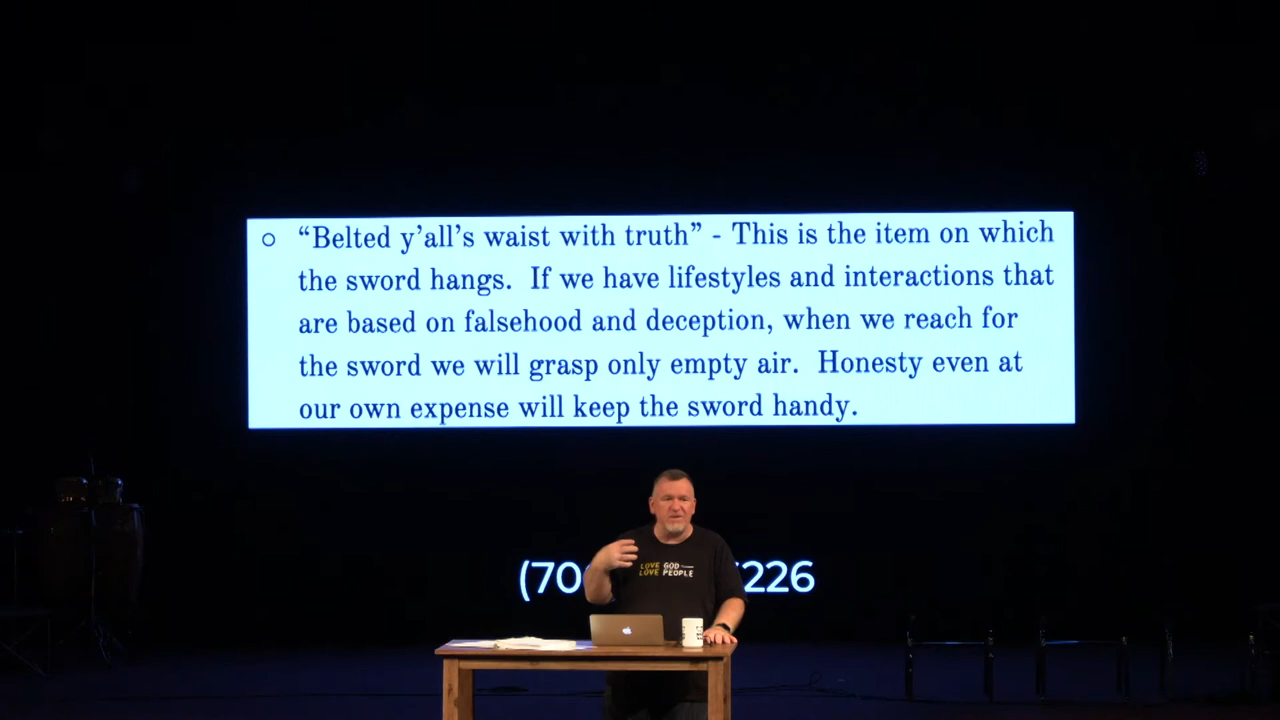 ○ “Belted y’all’s waist with truth” - This is the item on which
the sword hangs. If we have lifestyles and interactions that
are based on falsehood and deception, when we reach for
the sword we will grasp only empty air. Honesty even at
our own expense will keep the sword handy.
(70 226
LOVE GOD
LOVE PEOPLE